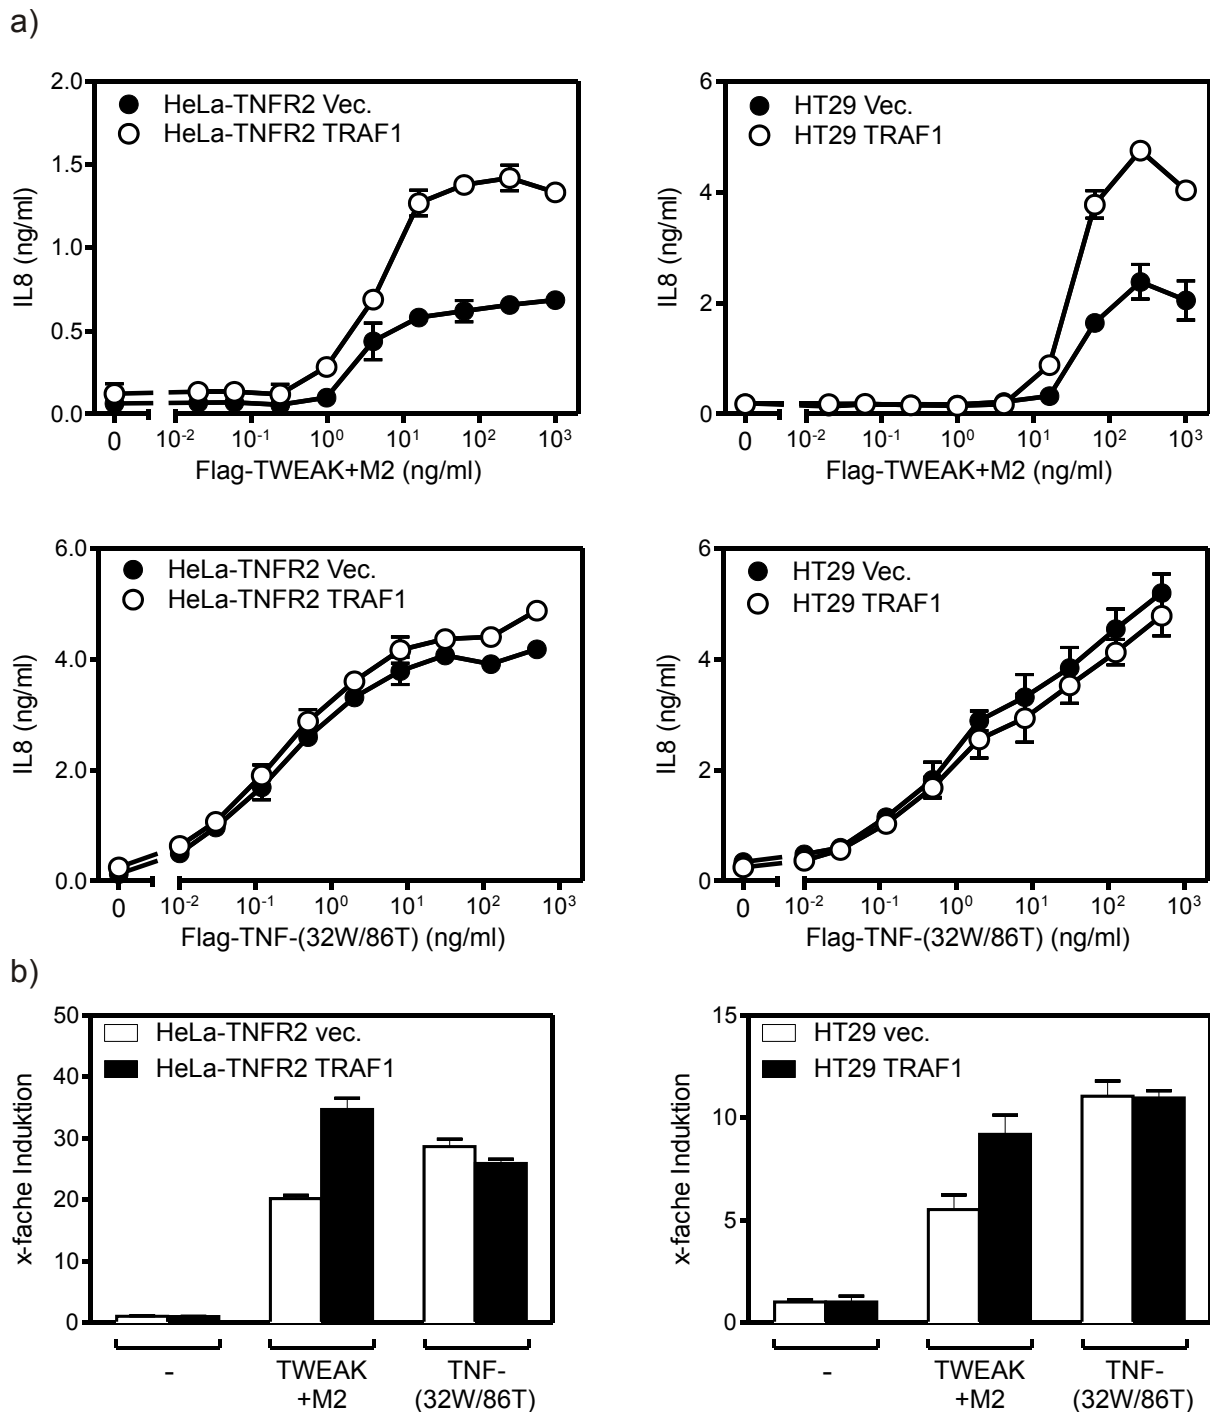 a)
2.0
1.5
1.0
0.5
0.0
IL8 (ng/ml)
HeLa-TNFR2 Vec.
HeLa-TNFR2 TRAF1
0 10⁻² 10⁻¹ 10⁰ 10¹ 10² 10³
Flag-TWEAK+M2 (ng/ml)
6
4
2
0
IL8 (ng/ml)
HT29 Vec.
HT29 TRAF1
0 10⁻² 10⁻¹ 10⁰ 10¹ 10² 10³
Flag-TWEAK+M2 (ng/ml)
6.0
4.0
2.0
0.0
IL8 (ng/ml)
HeLa-TNFR2 Vec.
HeLa-TNFR2 TRAF1
0 10⁻² 10⁻¹ 10⁰ 10¹ 10² 10³
Flag-TNF-(32W/86T) (ng/ml)
6
4
2
0
IL8 (ng/ml)
HT29 Vec.
HT29 TRAF1
0 10⁻² 10⁻¹ 10⁰ 10¹ 10² 10³
Flag-TNF-(32W/86T) (ng/ml)
b)
50
40
30
20
10
0
x-fache Induktion
HeLa-TNFR2 vec.
HeLa-TNFR2 TRAF1
- TWEAK TNF-
+M2 (32W/86T)
15
10
5
0
x-fache Induktion
HT29 vec.
HT29 TRAF1
- TWEAK TNF-
+M2 (32W/86T)